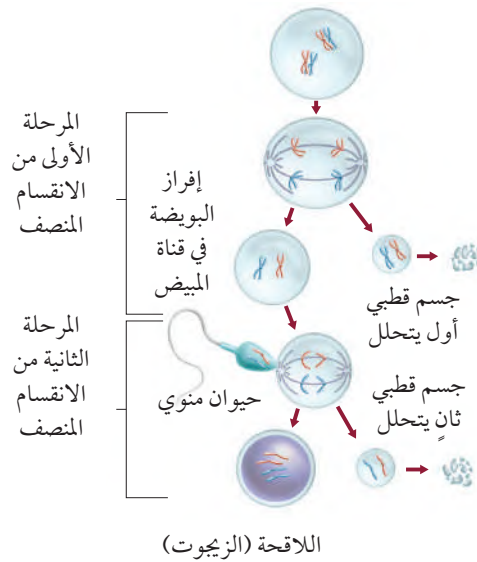 المرحلة
الأولى من
الانقسام
المنصف
إفراز
البويضة
في قناة
المبيض
جسم قطبي
أول يتحلل
المرحلة
الثانية من
الانقسام
المنصف
حيوان منوي
جسم قطبي
ثانٍ يتحلل
اللاقحة (الزيجوت)